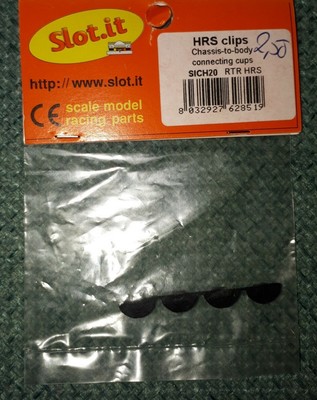 Slot.it
http://www.slot.it
CE scale model
racing parts
HRS clips
2,50
Chassis-to-body
connecting cups
SICH20 RTR HRS
8 032927 628519